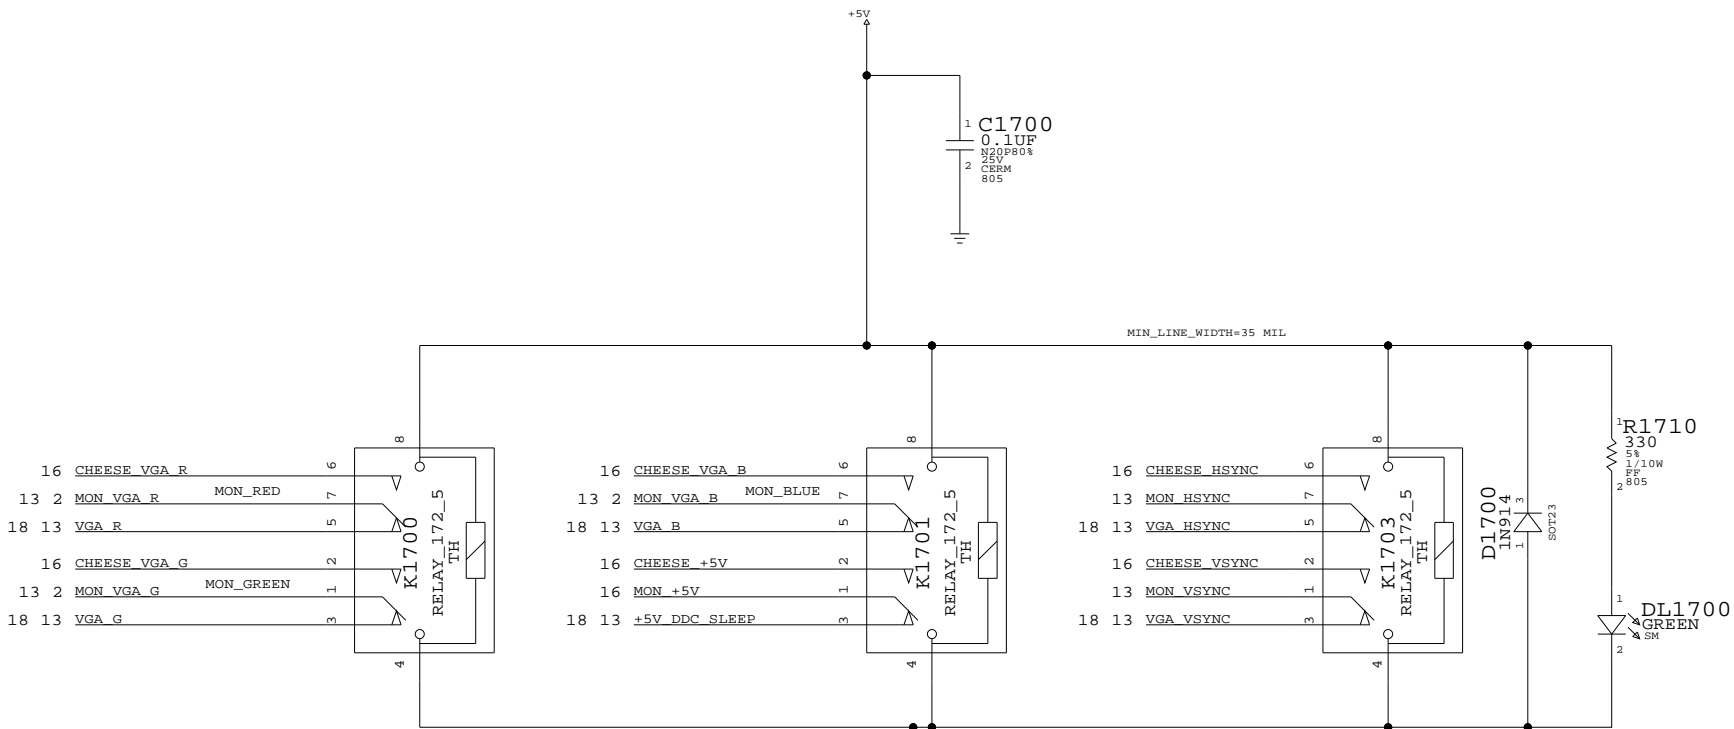 +5V
1 C1700
0.1UF
N20P80%
25V
2 CERM
805
MIN_LINE_WIDTH=35 MIL
8
16 CHEESE_VGA_R 6
13 2 MON_VGA_R MON_RED 7
18 13 VGA_R 5
16 CHEESE_VGA_G 2
13 2 MON_VGA_G MON_GREEN 1
18 13 VGA_G 3
4
K1700
RELAY_172_5
TH
8
16 CHEESE_VGA_B 6
13 2 MON_VGA_B MON_BLUE 7
18 13 VGA_B 5
16 CHEESE_+5V 2
16 MON_+5V 1
18 13 +5V_DDC_SLEEP 3
4
K1701
RELAY_172_5
TH
8
16 CHEESE_HSYNC 6
13 MON_HSYNC 7
18 13 VGA_HSYNC 5
16 CHEESE_VSYNC 2
13 MON_VSYNC 1
18 13 VGA_VSYNC 3
4
K1703
RELAY_172_5
TH
D1700
1N914
3
1
SOT23
1 R1710
330
5%
1/10W
FF
2 805
1 DL1700
GREEN
SM
2